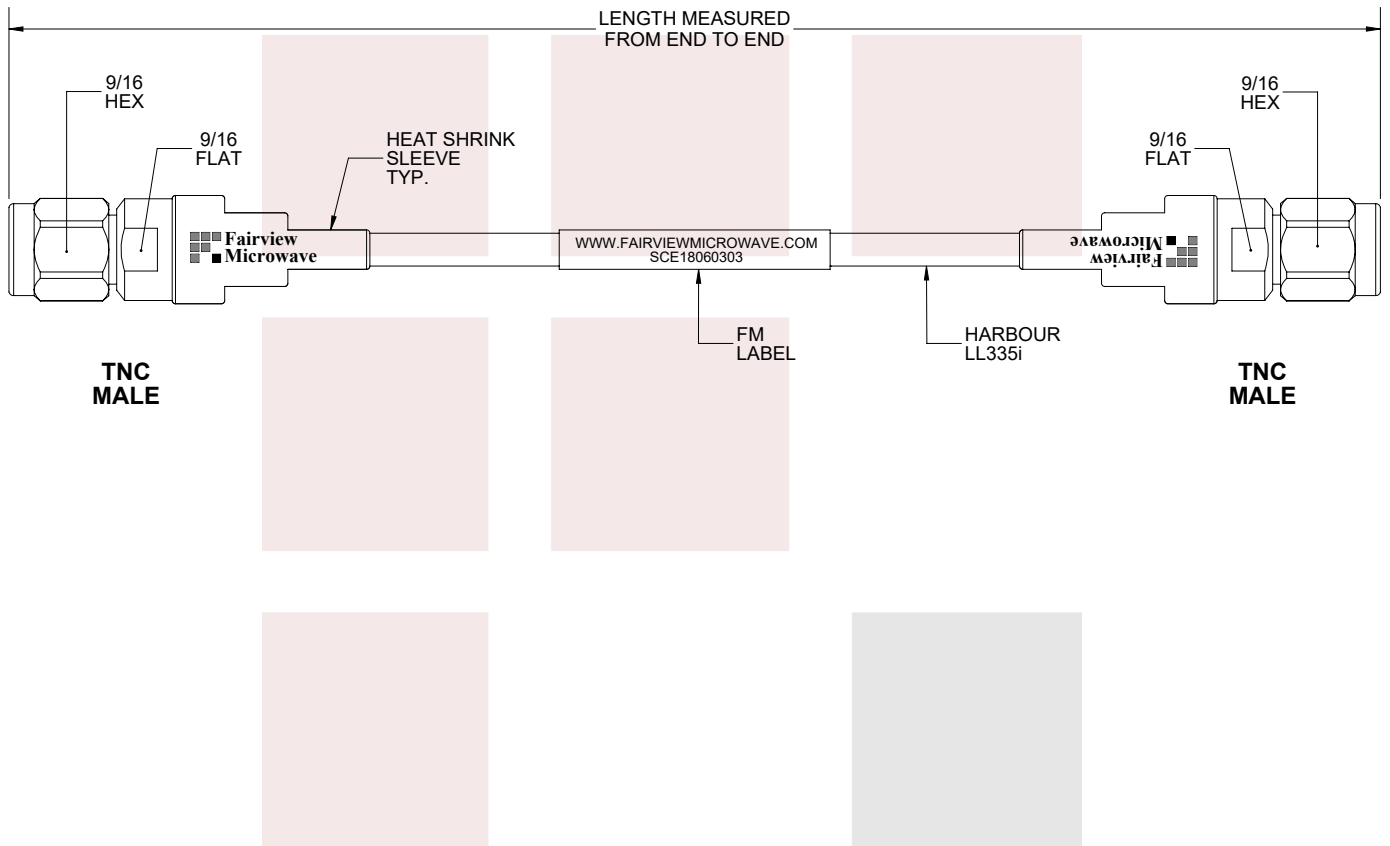 LENGTH MEASURED
FROM END TO END
9/16
HEX
9/16
FLAT
HEAT SHRINK
SLEEVE
TYP.
9/16
FLAT
9/16
HEX
Fairview
Microwave
WWW.FAIRVIEWMICROWAVE.COM
SCE18060303
Fairview
Microwave
FM
LABEL
HARBOUR
LL335i
TNC
MALE
TNC
MALE